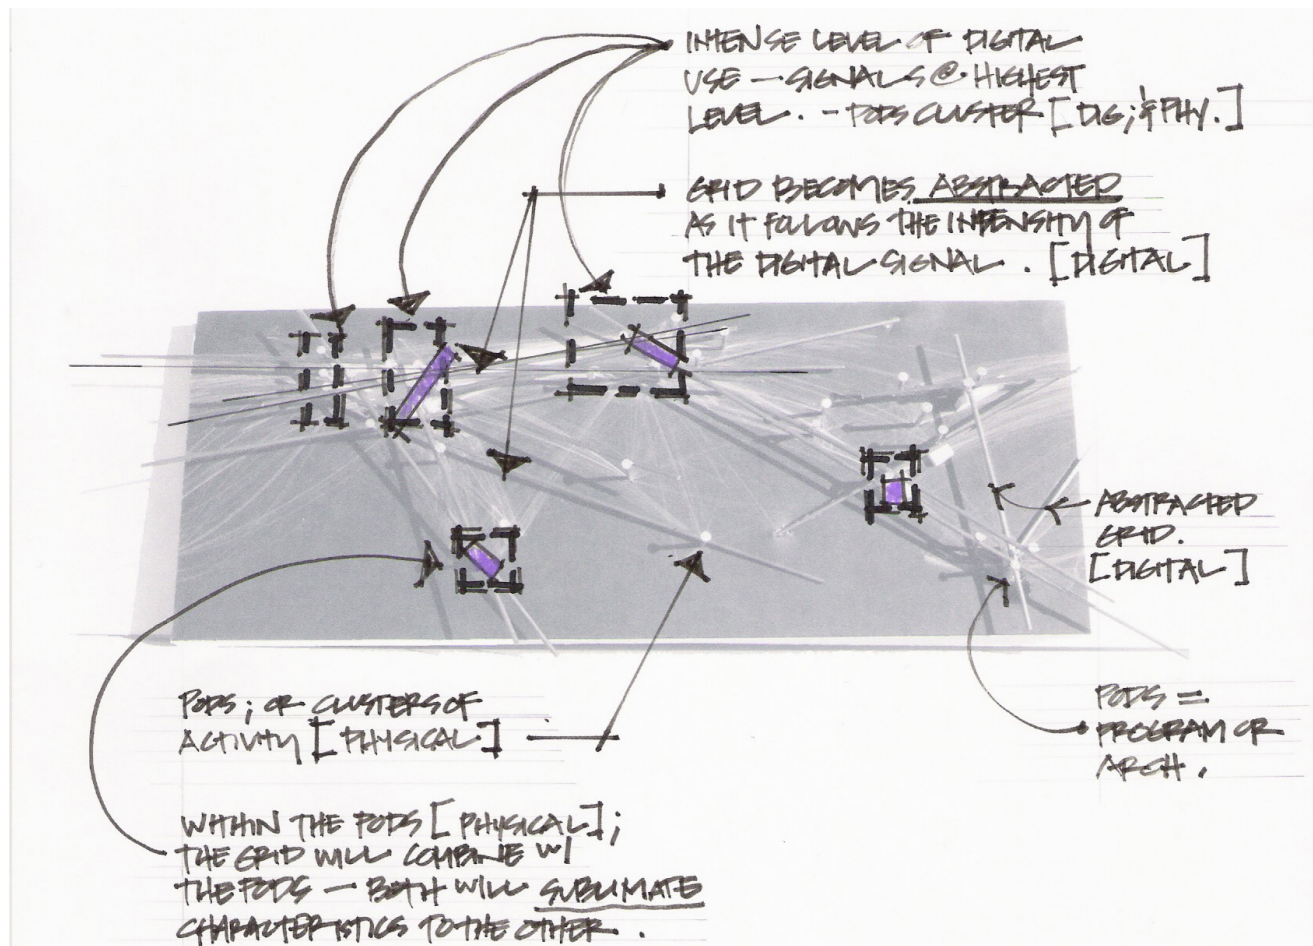 INTENSE LEVEL OF DIGITAL
USE — SIGNALS @ HIGHEST
LEVEL. - PODS CLUSTER [DIG; & PHY.]
GRID BECOMES ABSTRACTED
AS IT FOLLOWS THE INTENSITY OF
THE DIGITAL SIGNAL. [DIGITAL]
ABSTRACTED
GRID.
[DIGITAL]
PODS; OR CLUSTERS OF
ACTIVITY [PHYSICAL]
PODS =
PROGRAM OR
ARCH.
WITHIN THE PODS [PHYSICAL];
THE GRID WILL COMBINE W/
THE PODS — BOTH WILL SUBLIMATE
CHARACTERISTICS TO THE OTHER.